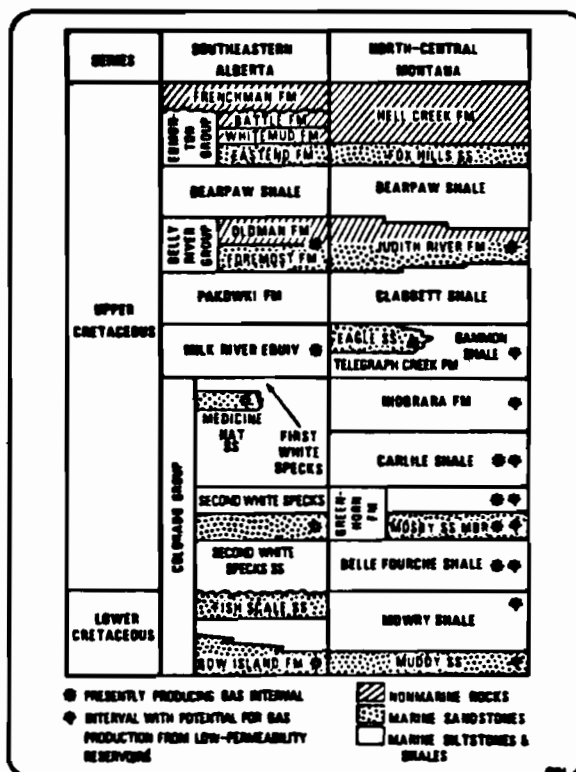 SERIES
SOUTHEASTERN
ALBERTA
NORTH-CENTRAL
MONTANA
UPPER
CRETACEOUS
LOWER
CRETACEOUS
EDMON-
TON
GROUP
FRENCHMAN FM
BATTLE FM
WHITEMUD FM
EASTEND FM
BEARPAW SHALE
BELLY
RIVER
GROUP
OLDMAN FM
FOREMOST FM
PAKOWKI FM
MILK RIVER EQUIV
COLORADO GROUP
MEDICINE
HAT
SS
FIRST
WHITE
SPECKS
SECOND WHITE SPECKS
SECOND WHITE
SPECKS SS
FISH SCALE SS
BOW ISLAND FM
HELL CREEK FM
FOX HILLS SS
BEARPAW SHALE
JUDITH RIVER FM
CLAGGETT SHALE
EAGLE SS
GAMMON
SHALE
TELEGRAPH CREEK FM
NIOBRARA FM
CARLILE SHALE
GREEN-
HORN
FM
MOSBY SS MBR
BELLE FOURCHE SHALE
MOWRY SHALE
MUDDY SS
PRESENTLY PRODUCING GAS INTERVAL
INTERVAL WITH POTENTIAL FOR GAS
PRODUCTION FROM LOW-PERMEABILITY
RESERVOIRS
NONMARINE ROCKS
MARINE SANDSTONES
MARINE SILTSTONES &
SHALES